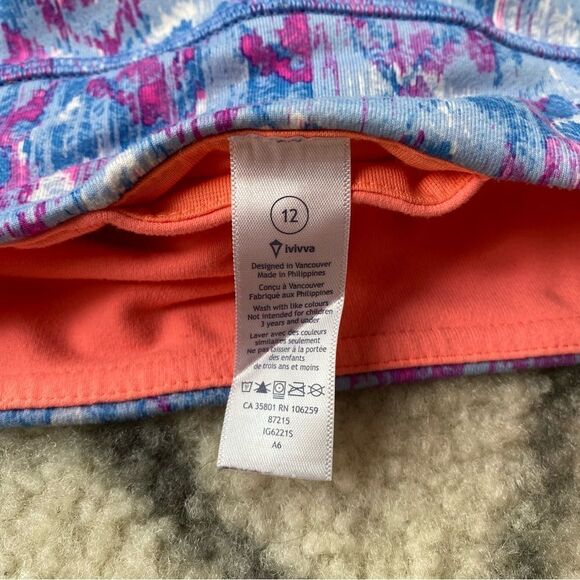 12
ivivva
Designed in Vancouver
Made in Philippines
Conçu à Vancouver
Fabrique aux Philippines
Wash with like colours
Not intended for children
3 years and under
Laver avec des couleurs
similaires seulement
Ne pas laisser à la portée
des enfants
de trois ans et moins
CA 35801 RN 106259
87215
IG6221S
A6